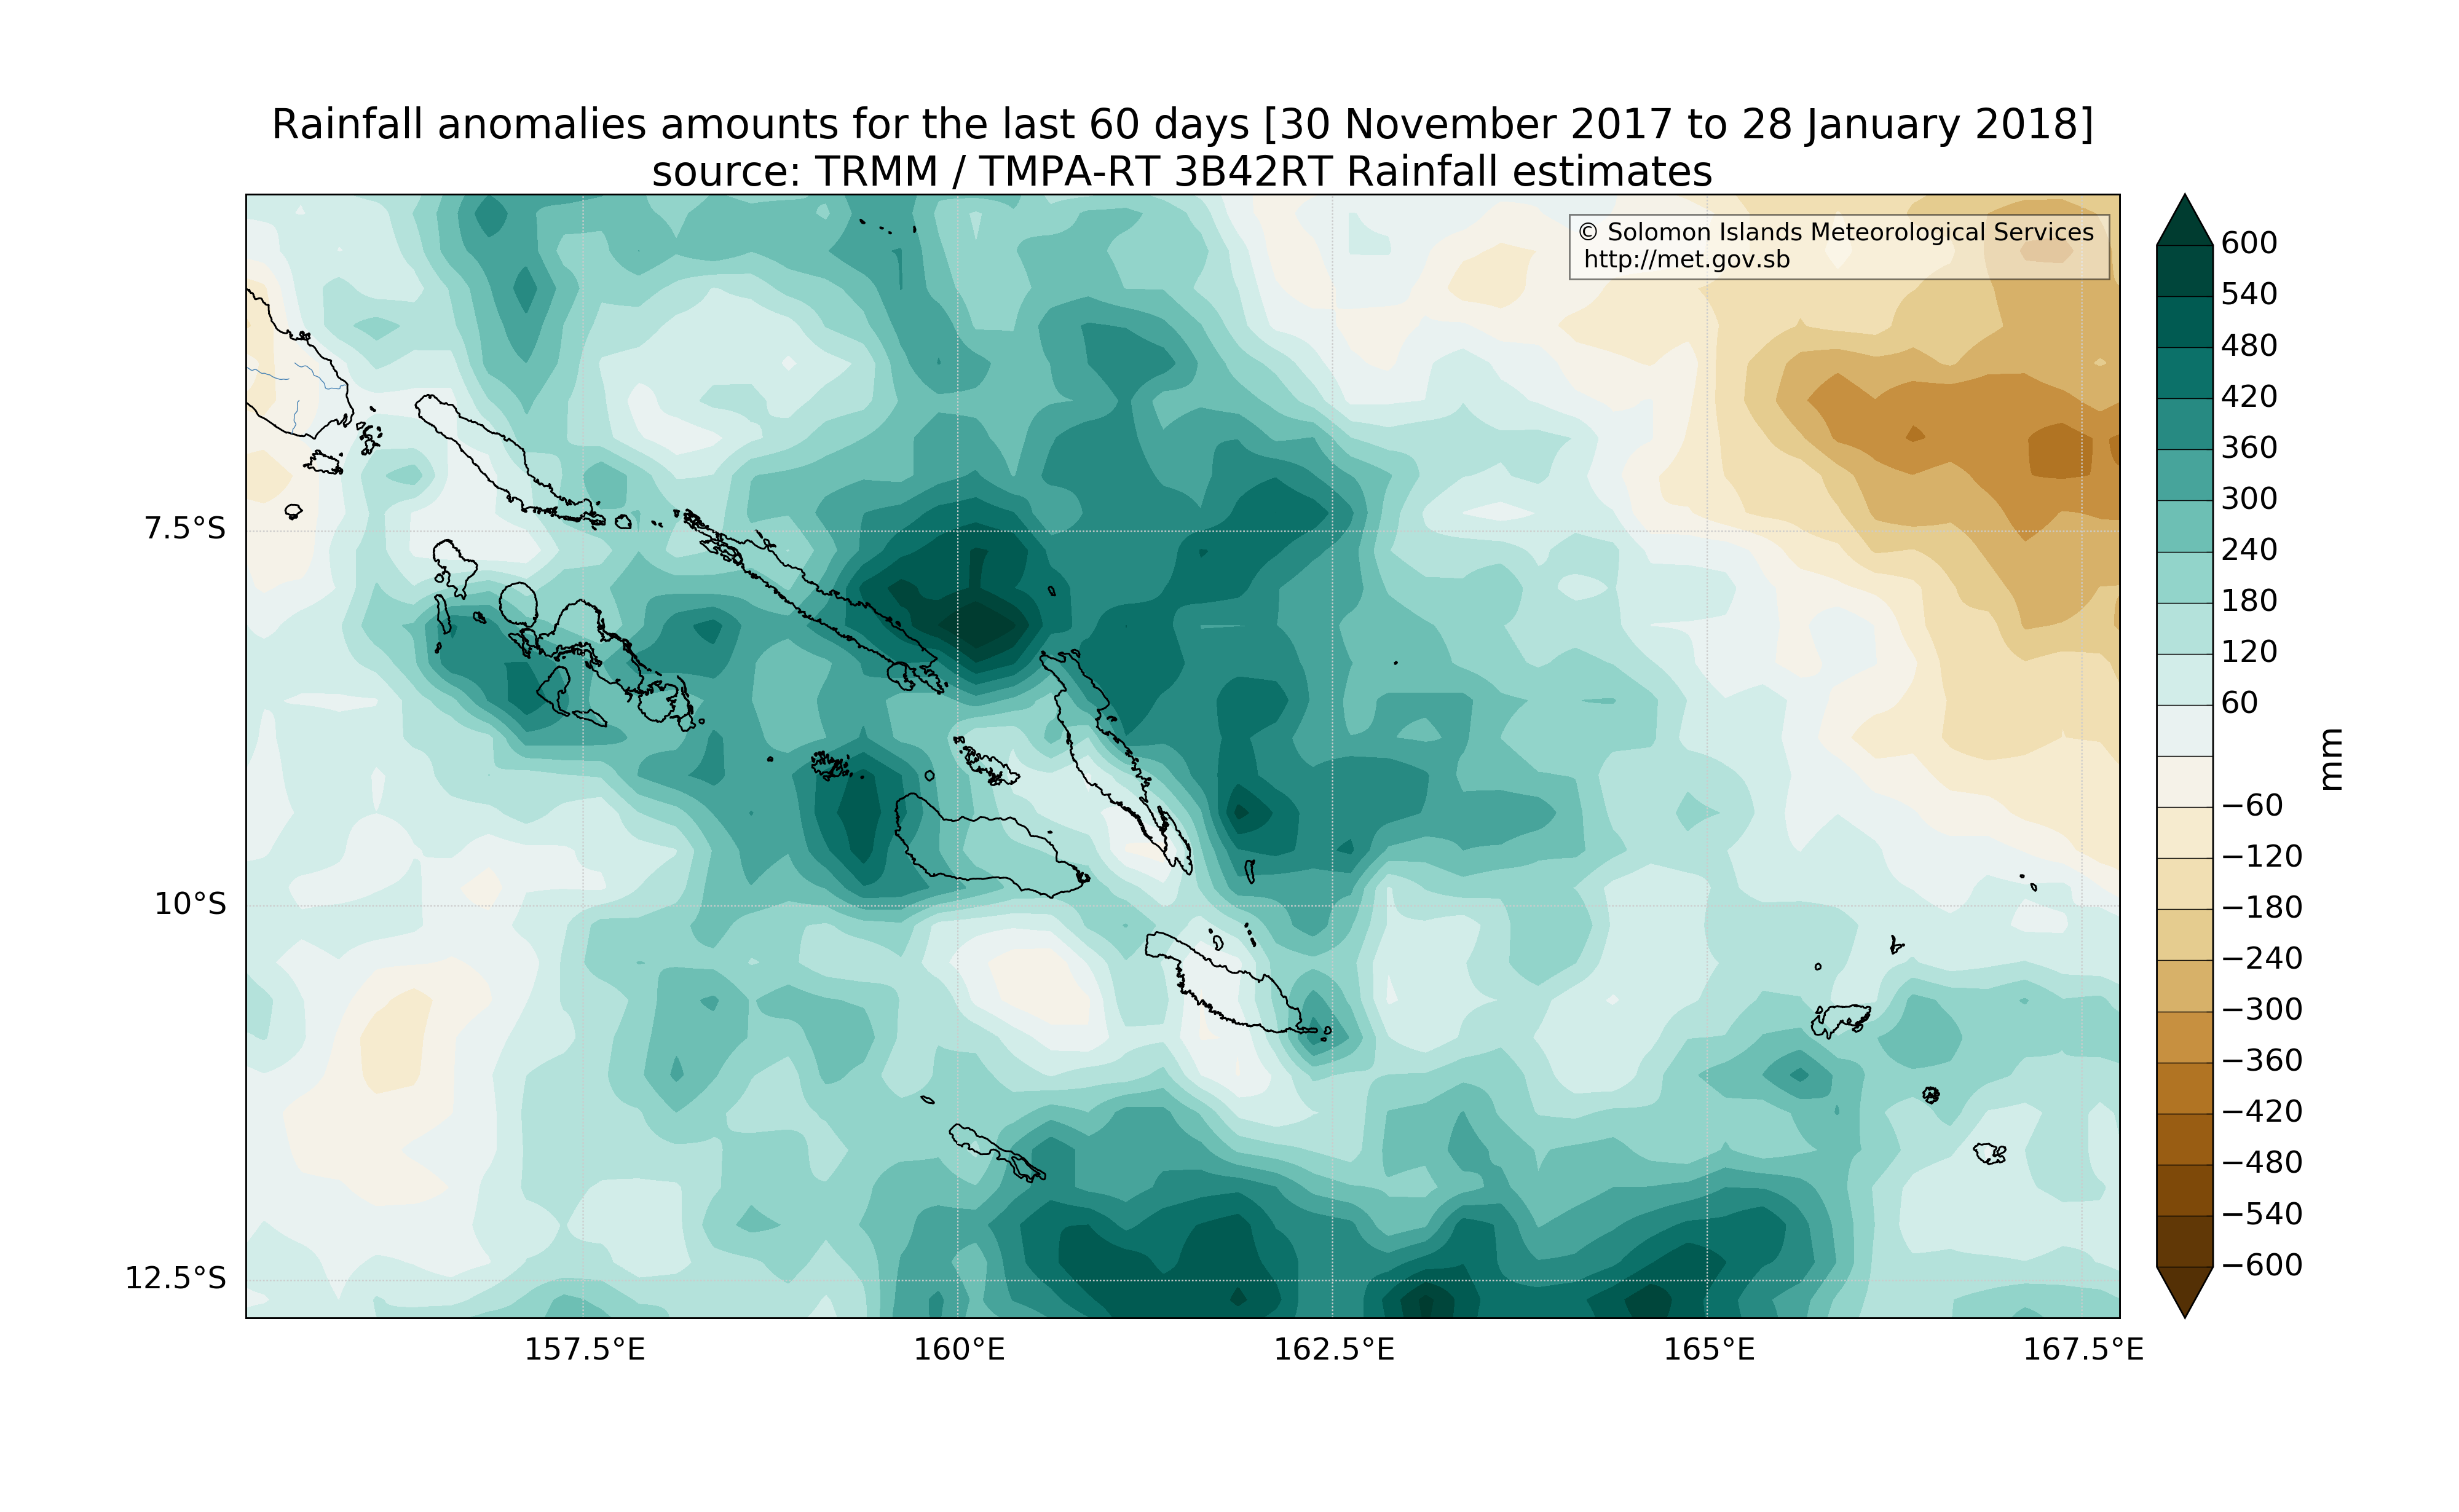 Rainfall anomalies amounts for the last 60 days [30 November 2017 to 28 January 2018]
source: TRMM / TMPA-RT 3B42RT Rainfall estimates
© Solomon Islands Meteorological Services
http://met.gov.sb
7.5°S
10°S
12.5°S
157.5°E
160°E
162.5°E
165°E
167.5°E
600
540
480
420
360
300
240
180
120
60
−60
−120
−180
−240
−300
−360
−420
−480
−540
−600
mm